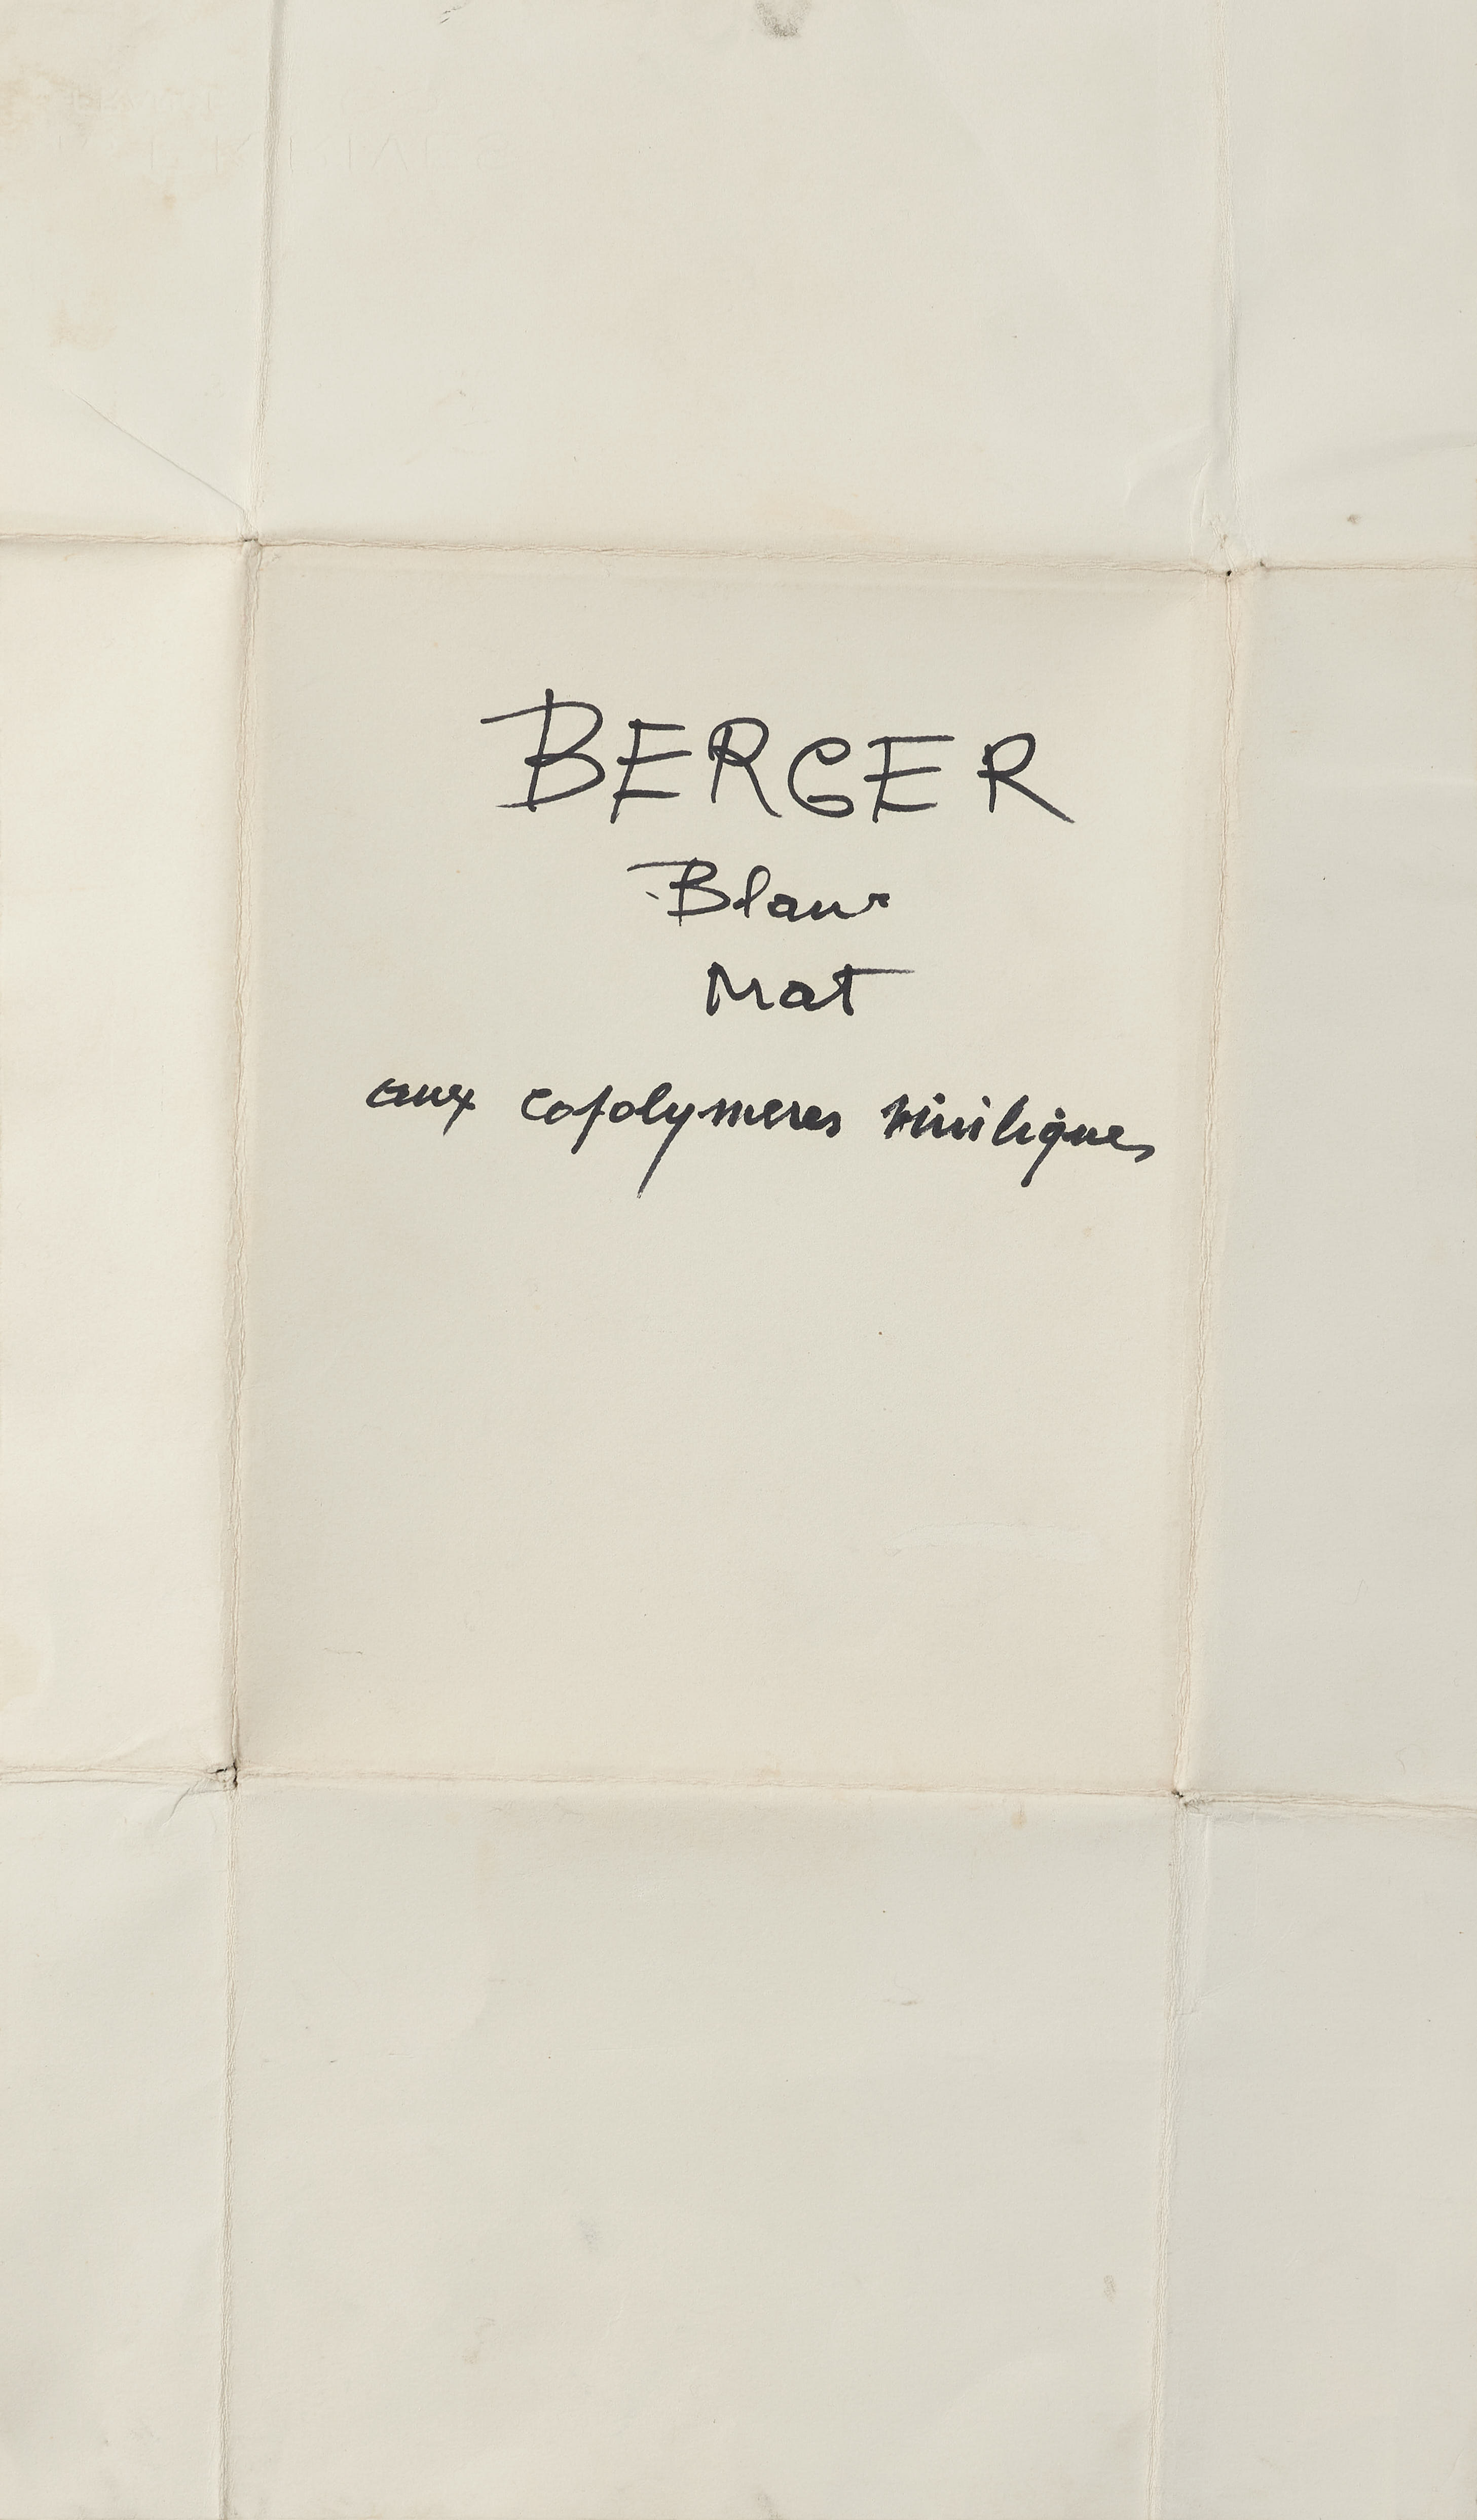 BERGER
Blanc
Mat
aux copolymeres viniliques